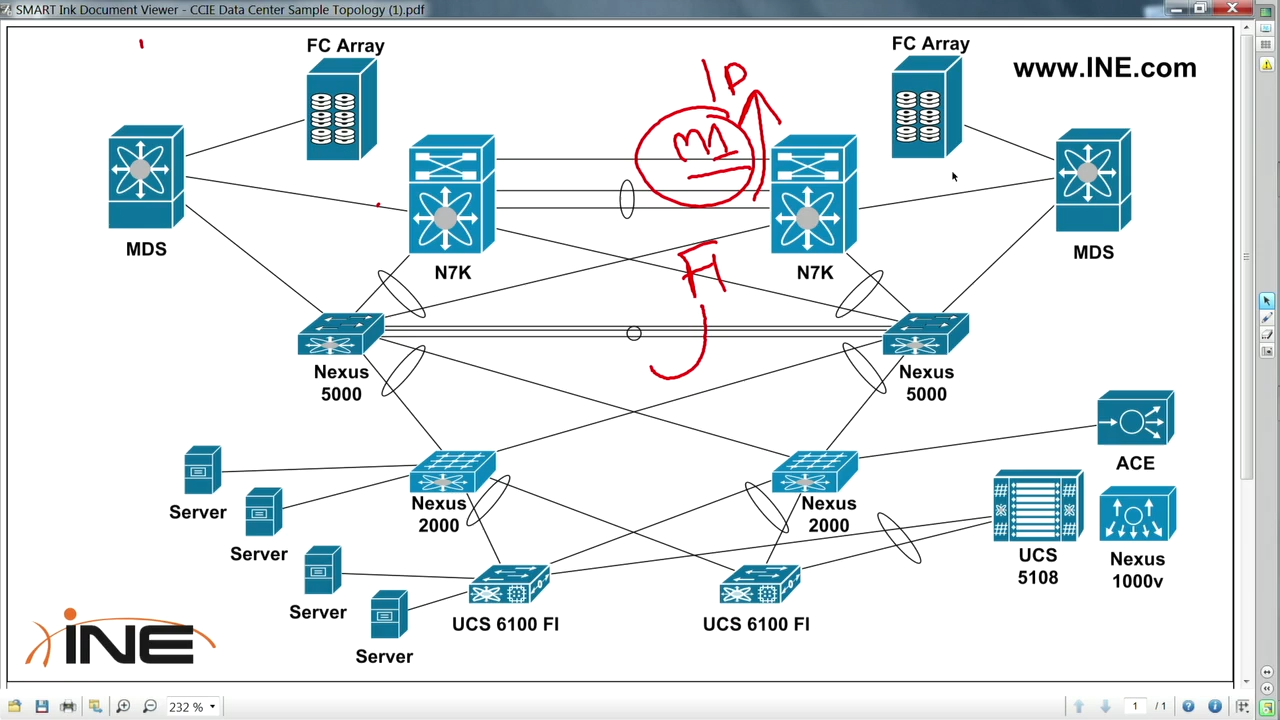 SMART Ink Document Viewer - CCIE Data Center Sample Topology (1).pdf
FC Array
FC Array
www.INE.com
MDS
N7K
N7K
MDS
Nexus
5000
Nexus
5000
Nexus
2000
Nexus
2000
ACE
Server
Server
Server
Server
UCS 6100 FI
UCS 6100 FI
UCS
5108
Nexus
1000v
iNE
M1
F1
232 %
1
/ 1